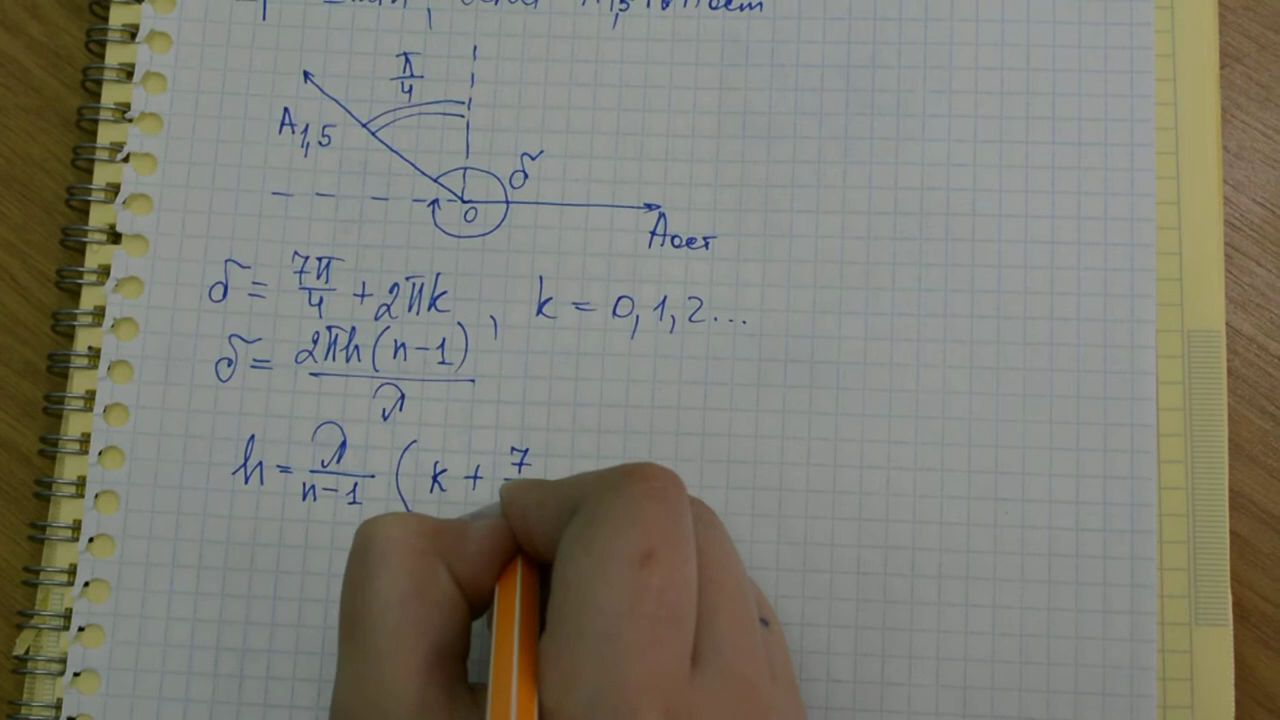 π/4
A1,5
δ
0
Aост
δ = 7π/4 + 2πk, k = 0, 1, 2...
δ = 2πh(n-1)/λ
h = λ/n-1 (k + 7